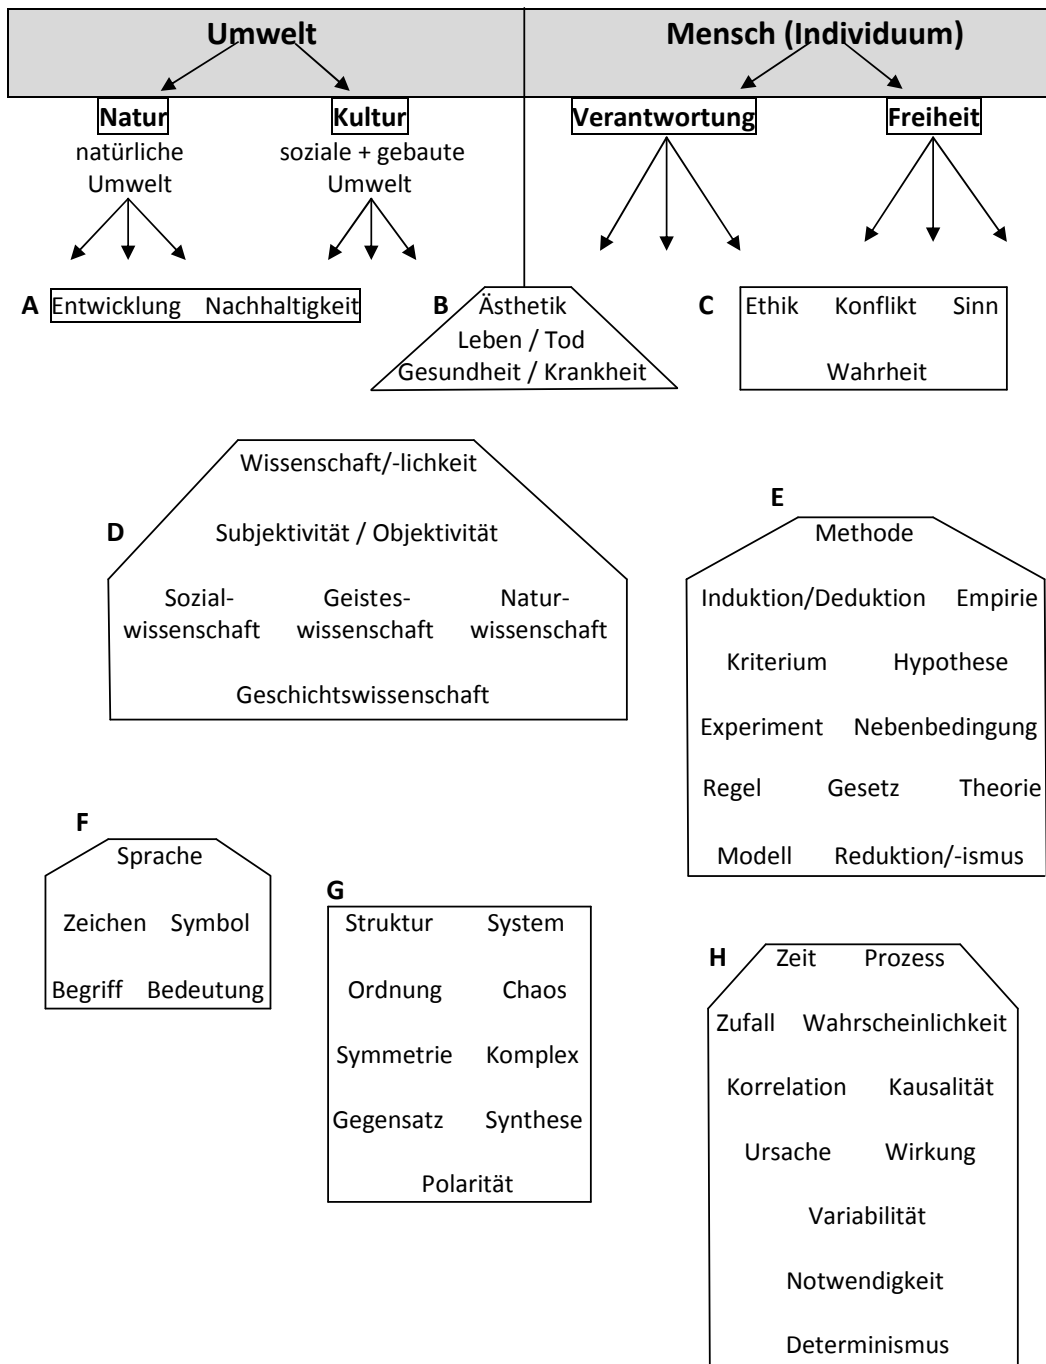 Umwelt Mensch (Individuum)
Natur Kultur Verantwortung Freiheit
natürliche soziale + gebaute
Umwelt Umwelt
A Entwicklung Nachhaltigkeit
B Ästhetik
Leben / Tod
Gesundheit / Krankheit
C Ethik Konflikt Sinn
Wahrheit
D
Wissenschaft/-lichkeit
Subjektivität / Objektivität
Sozial- Geistes- Natur-
wissenschaft wissenschaft wissenschaft
Geschichtswissenschaft
E
Methode
Induktion/Deduktion Empirie
Kriterium Hypothese
Experiment Nebenbedingung
Regel Gesetz Theorie
Modell Reduktion/-ismus
F
Sprache
Zeichen Symbol
Begriff Bedeutung
G
Struktur System
Ordnung Chaos
Symmetrie Komplex
Gegensatz Synthese
Polarität
H Zeit Prozess
Zufall Wahrscheinlichkeit
Korrelation Kausalität
Ursache Wirkung
Variabilität
Notwendigkeit
Determinismus